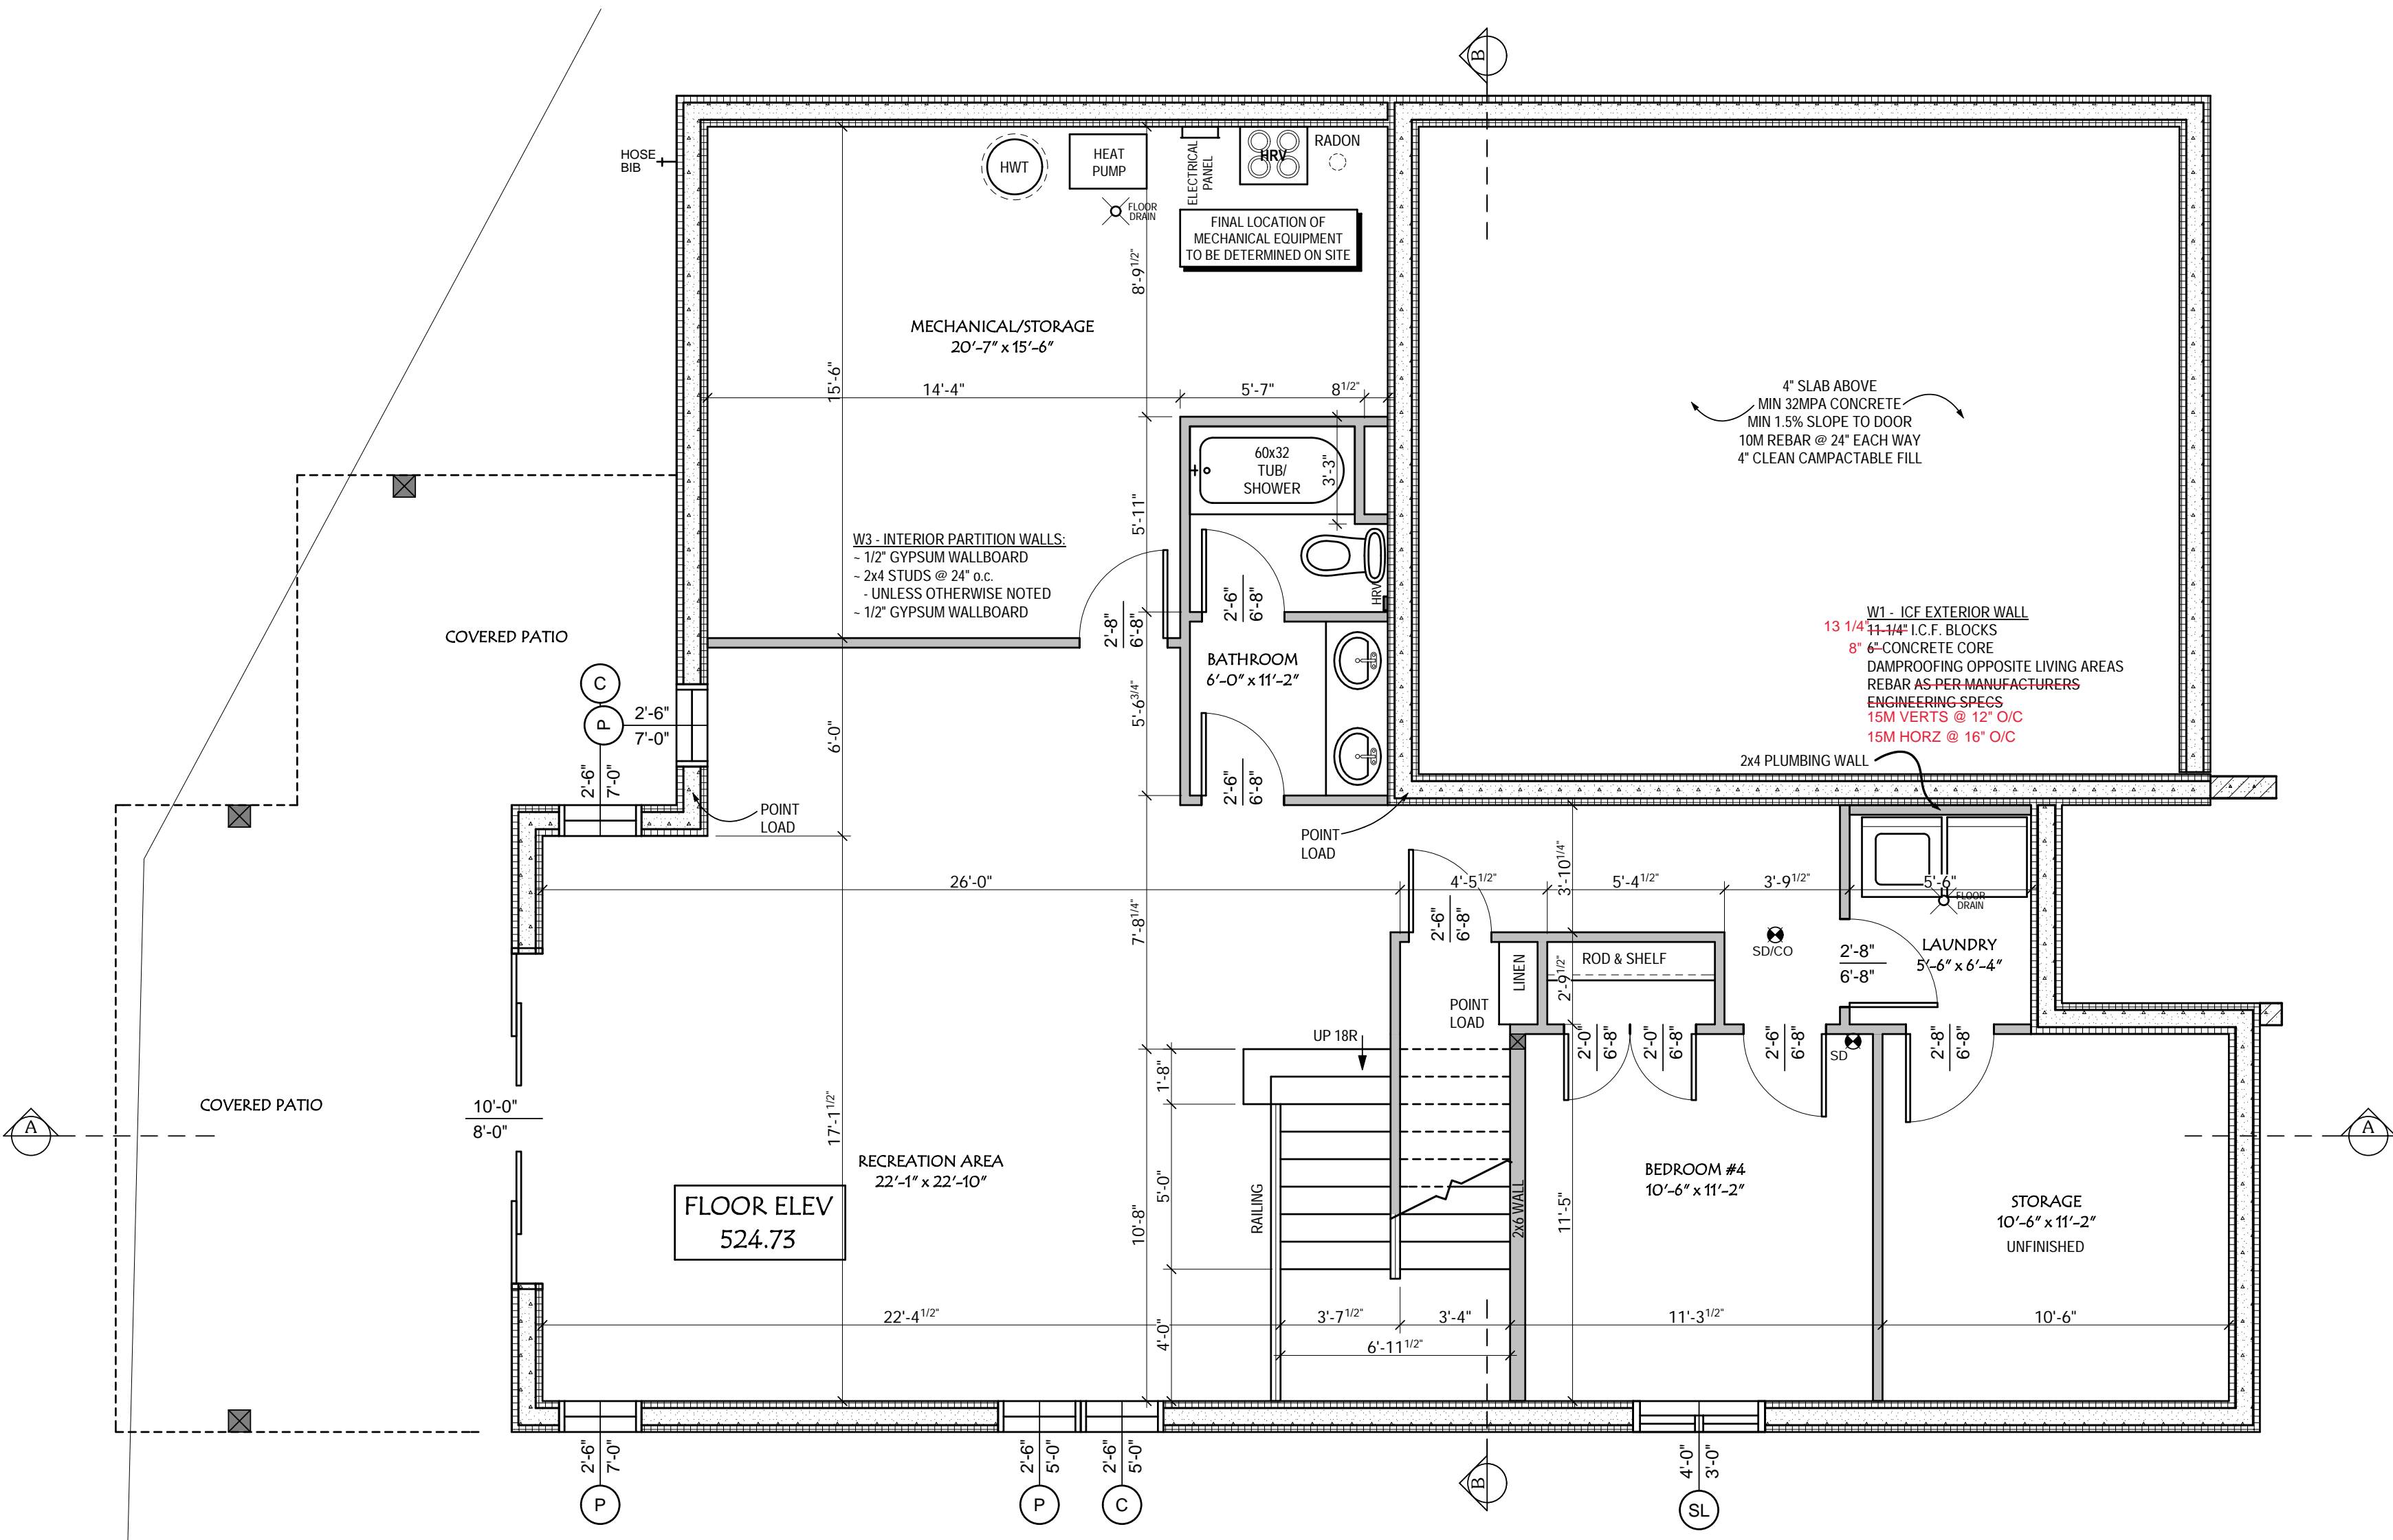 B
HOSE
BIB
HWT
HEAT
PUMP
ELECTRICAL
PANEL
HRV
RADON
FLOOR
DRAIN
FINAL LOCATION OF
MECHANICAL EQUIPMENT
TO BE DETERMINED ON SITE
8'-9 1/2"
MECHANICAL/STORAGE
20'-7" x 15'-6"
15'-6"
14'-4"
5'-7"
8 1/2"
4" SLAB ABOVE
MIN 32MPA CONCRETE
MIN 1.5% SLOPE TO DOOR
10M REBAR @ 24" EACH WAY
4" CLEAN CAMPACTABLE FILL
60x32
TUB/
SHOWER
3'-3"
5'-11"
W3 - INTERIOR PARTITION WALLS:
~ 1/2" GYPSUM WALLBOARD
~ 2x4 STUDS @ 24" o.c.
- UNLESS OTHERWISE NOTED
~ 1/2" GYPSUM WALLBOARD
HRV
2'-6"
6'-8"
2'-8"
6'-8"
COVERED PATIO
W1 - ICF EXTERIOR WALL
13 1/4" 11-1/4" I.C.F. BLOCKS
8" 6" CONCRETE CORE
DAMPROOFING OPPOSITE LIVING AREAS
REBAR AS PER MANUFACTURERS
ENGINEERING SPECS
15M VERTS @ 12" O/C
15M HORZ @ 16" O/C
BATHROOM
6'-0" x 11'-2"
5'-6 3/4"
C
P
2'-6"
7'-0"
2'-6"
7'-0"
6'-0"
2'-6"
6'-8"
2x4 PLUMBING WALL
POINT
LOAD
POINT
LOAD
26'-0"
4'-5 1/2"
3'-10 1/4"
5'-4 1/2"
3'-9 1/2"
5'-6"
FLOOR
DRAIN
7'-8 1/4"
2'-6"
6'-8"
SD/CO
2'-8"
6'-8"
LAUNDRY
5'-6" x 6'-4"
LINEN
ROD & SHELF
2'-9 1/2"
POINT
LOAD
UP 18R
2'-0"
6'-8"
2'-0"
6'-8"
2'-6"
6'-8"
SD
2'-8"
6'-8"
1'-8"
COVERED PATIO
10'-0"
8'-0"
A
A
17'-1 1/2"
RECREATION AREA
22'-1" x 22'-10"
5'-0"
10'-8"
RAILING
2x6 WALL
11'-5"
BEDROOM #4
10'-6" x 11'-2"
STORAGE
10'-6" x 11'-2"
UNFINISHED
FLOOR ELEV
524.73
22'-4 1/2"
4'-0"
3'-7 1/2"
3'-4"
11'-3 1/2"
10'-6"
6'-11 1/2"
2'-6"
7'-0"
P
2'-6"
5'-0"
P
2'-6"
5'-0"
C
B
4'-0"
3'-0"
SL